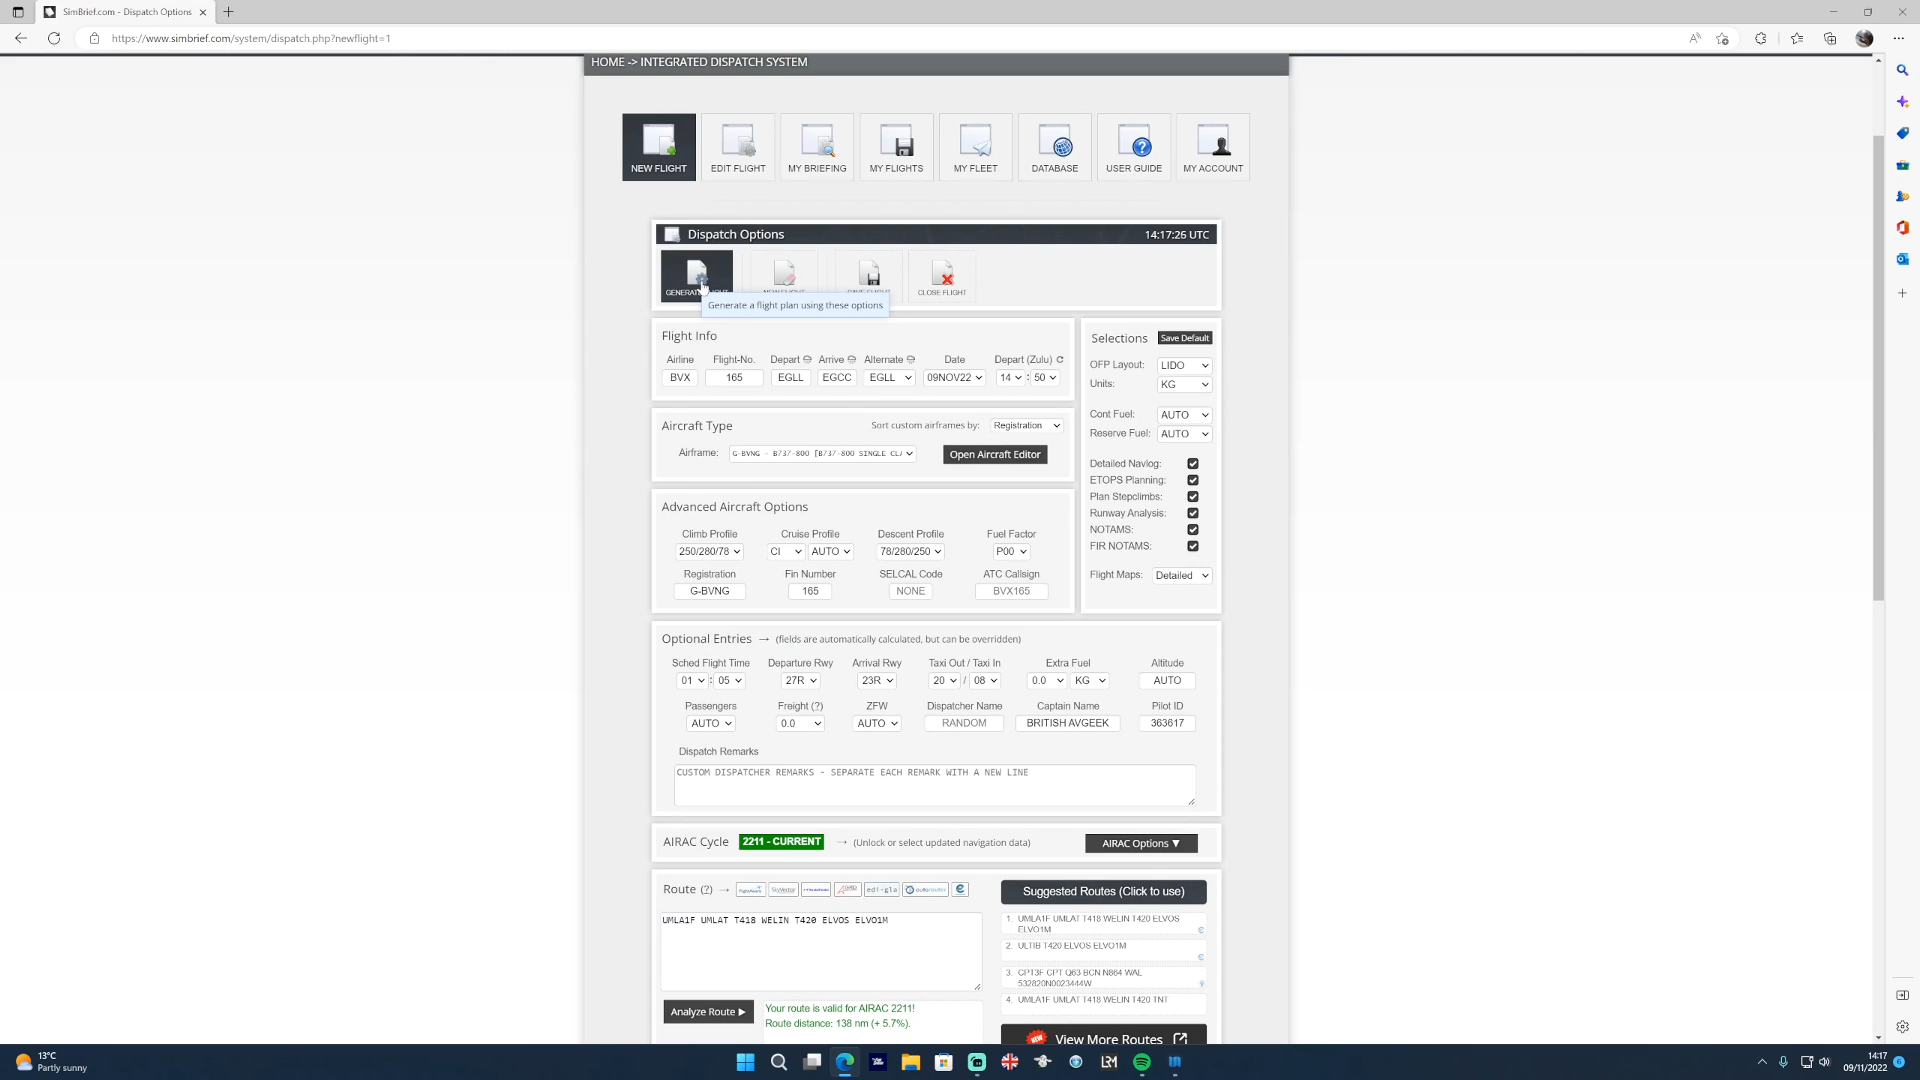 SimBrief.com - Dispatch Options
https://www.simbrief.com/system/dispatch.php?newflight=1
HOME -> INTEGRATED DISPATCH SYSTEM
NEW FLIGHT EDIT FLIGHT MY BRIEFING MY FLIGHTS MY FLEET DATABASE USER GUIDE MY ACCOUNT
Dispatch Options 14:17:26 UTC
CLOSE FLIGHT
Generate a flight plan using these options
Flight Info
Airline Flight-No. Depart Arrive Alternate Date Depart (Zulu)
BVX 165 EGLL EGCC EGLL 09NOV22 14 : 50
Selections Save Default
OFP Layout: LIDO
Units: KG
Cont Fuel: AUTO
Reserve Fuel: AUTO
Detailed Navlog:
ETOPS Planning:
Plan Stepclimbs:
Runway Analysis:
NOTAMS:
FIR NOTAMS:
Flight Maps: Detailed
Aircraft Type Sort custom airframes by: Registration
Airframe: G-BVNG - B737-800 [B737-800 SINGLE CL Open Aircraft Editor
Advanced Aircraft Options
Climb Profile Cruise Profile Descent Profile Fuel Factor
250/280/78 CI AUTO 78/280/250 P00
Registration Fin Number SELCAL Code ATC Callsign
G-BVNG 165 NONE BVX165
Optional Entries → (fields are automatically calculated, but can be overridden)
Sched Flight Time Departure Rwy Arrival Rwy Taxi Out / Taxi In Extra Fuel Altitude
01 : 05 27R 23R 20 / 08 0.0 KG AUTO
Passengers Freight (?) ZFW Dispatcher Name Captain Name Pilot ID
AUTO 0.0 AUTO RANDOM BRITISH AVGEEK 363617
Dispatch Remarks
CUSTOM DISPATCHER REMARKS - SEPARATE EACH REMARK WITH A NEW LINE
AIRAC Cycle 2211 - CURRENT → (Unlock or select updated navigation data) AIRAC Options ▼
Route (?) → SkyVector edi-gla autorouter
UMLA1F UMLAT T418 WELIN T420 ELVOS ELVO1M
Suggested Routes (Click to use)
1. UMLA1F UMLAT T418 WELIN T420 ELVOS
ELVO1M
2. ULTIB T420 ELVOS ELVO1M
3. CPT3F CPT Q63 BCN N864 WAL
532820N0023444W
4. UMLA1F UMLAT T418 WELIN T420 TNT
Analyze Route ▶
Your route is valid for AIRAC 2211!
Route distance: 138 nm (+ 5.7%).
NEW View More Routes
13°C
Partly sunny
14:17
09/11/2022